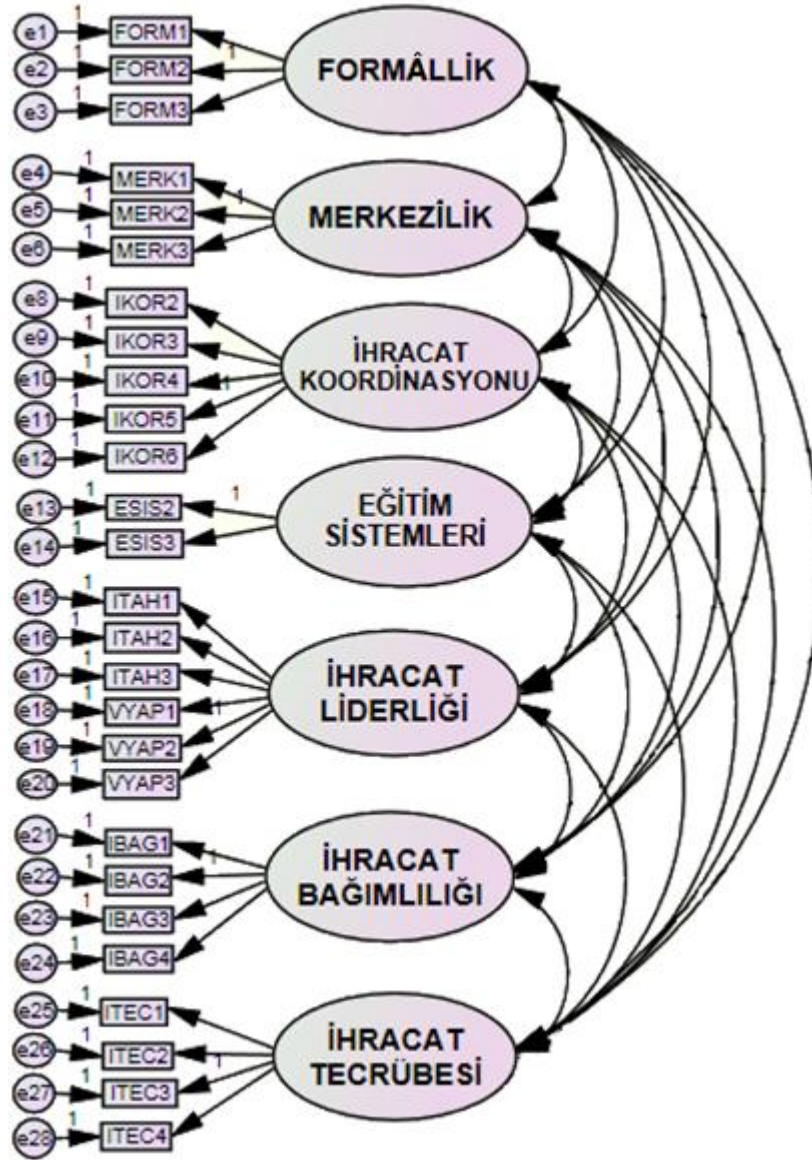 1
e1
FORM1
1
e2
FORM2
1
1
e3
FORM3
FORMÂLLİK
1
e4
MERK1
1
e5
MERK2
1
1
e6
MERK3
MERKEZİLİK
1
e8
IKOR2
1
e9
IKOR3
1
e10
IKOR4
1
1
e11
IKOR5
1
e12
IKOR6
İHRACAT
KOORDİNASYONU
1
e13
ESIS2
1
1
e14
ESIS3
EĞİTİM
SİSTEMLERİ
1
e15
ITAH1
1
e16
ITAH2
1
e17
ITAH3
1
e18
VYAP1
1
1
e19
VYAP2
1
e20
VYAP3
İHRACAT
LİDERLİĞİ
1
e21
IBAG1
1
e22
IBAG2
1
1
e23
IBAG3
1
e24
IBAG4
İHRACAT
BAĞIMLILIĞI
1
e25
ITEC1
1
e26
ITEC2
1
1
e27
ITEC3
1
e28
ITEC4
İHRACAT
TECRÜBESİ